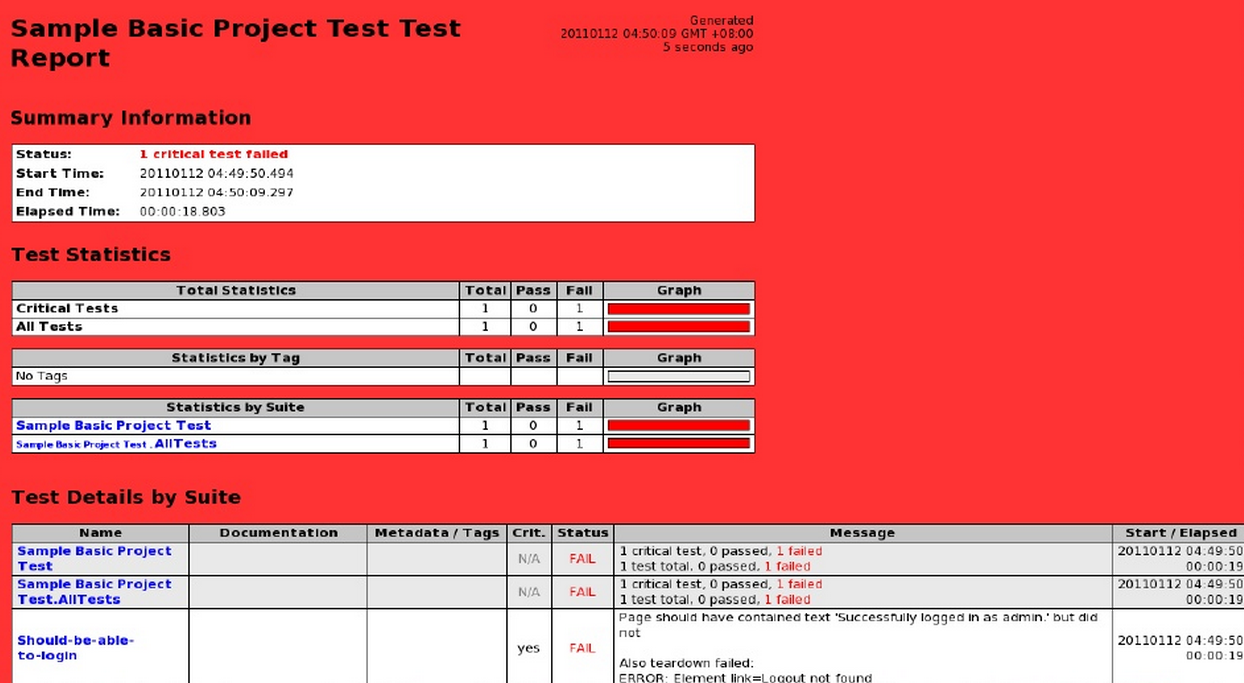 Sample Basic Project Test Test
Report
Generated
20110112 04:50:09 GMT +08:00
5 seconds ago
Summary Information
Status: 1 critical test failed
Start Time: 20110112 04:49:50.494
End Time: 20110112 04:50:09.297
Elapsed Time: 00:00:18.803
Test Statistics
Total Statistics Total Pass Fail Graph
Critical Tests 1 0 1
All Tests 1 0 1
Statistics by Tag Total Pass Fail Graph
No Tags
Statistics by Suite Total Pass Fail Graph
Sample Basic Project Test 1 0 1
Sample Basic Project Test . AllTests 1 0 1
Test Details by Suite
Name Documentation Metadata / Tags Crit. Status Message Start / Elapsed
Sample Basic Project
Test
N/A FAIL
1 critical test, 0 passed, 1 failed
1 test total, 0 passed, 1 failed
20110112 04:49:50
00:00:19
Sample Basic Project
Test.AllTests
N/A FAIL
1 critical test, 0 passed, 1 failed
1 test total, 0 passed, 1 failed
20110112 04:49:50
00:00:19
Should-be-able-
to-login
yes FAIL
Page should have contained text 'Successfully logged in as admin.' but did
not
Also teardown failed:
ERROR: Element link=Logout not found
20110112 04:49:50
00:00:19